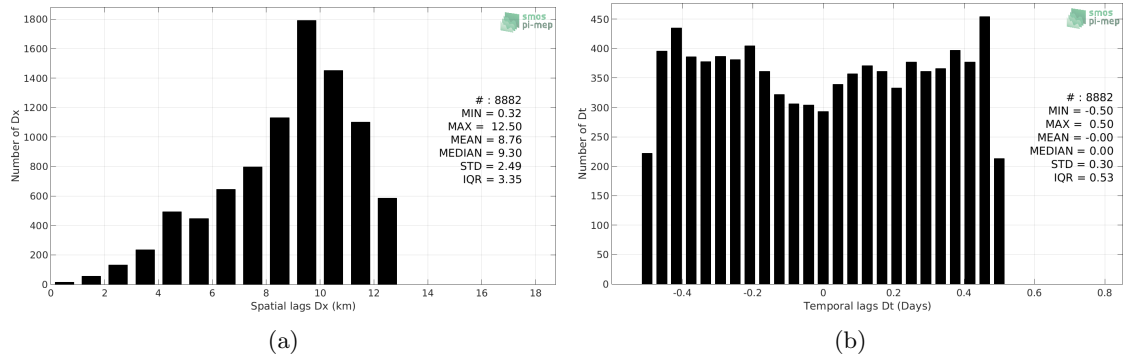 1800
1600
1400
1200
1000
800
600
400
200
0
Number of Dx
smos
pi-mep
# : 8882
MIN = 0.32
MAX = 12.50
MEAN = 8.76
MEDIAN = 9.30
STD = 2.49
IQR = 3.35
0 2 4 6 8 10 12 14 16 18
Spatial lags Dx (km)
(a)
450
400
350
300
250
200
150
100
50
0
Number of Dt
smos
pi-mep
# : 8882
MIN = -0.50
MAX = 0.50
MEAN = -0.00
MEDIAN = 0.00
STD = 0.30
IQR = 0.53
-0.4 -0.2 0 0.2 0.4 0.6 0.8
Temporal lags Dt (Days)
(b)